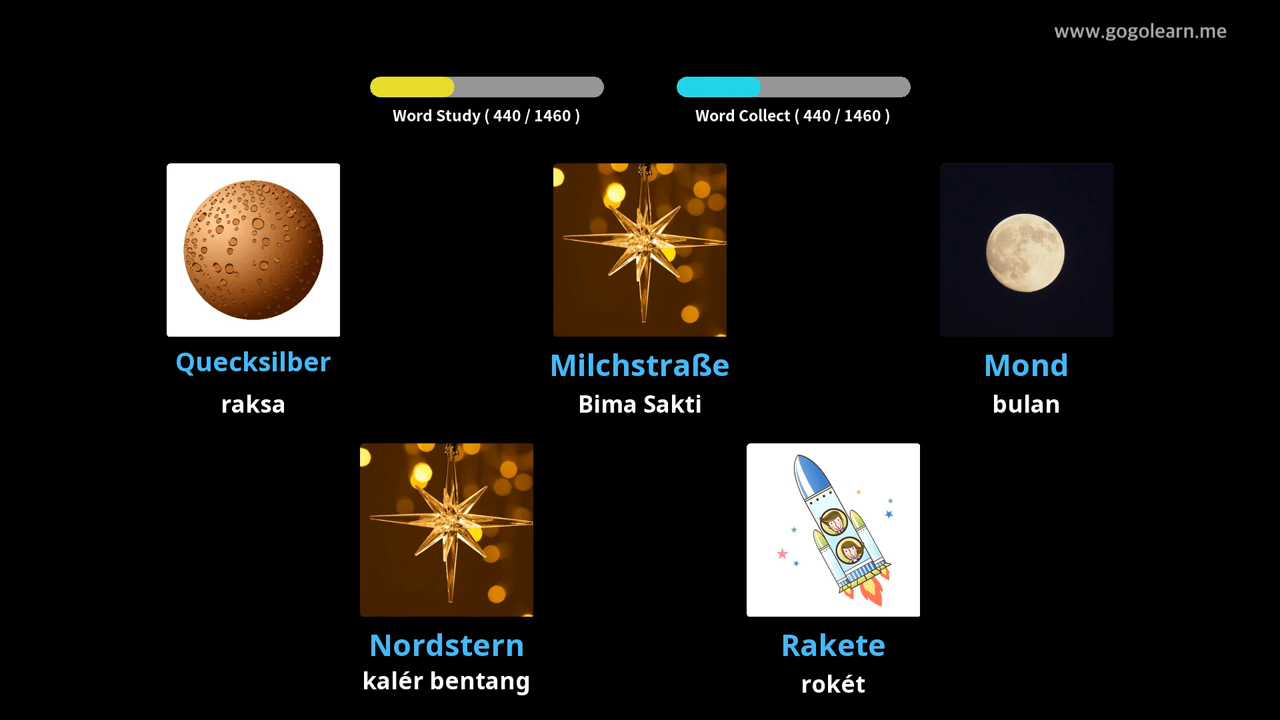 www.gogolearn.me
Word Study ( 440 / 1460 )
Word Collect ( 440 / 1460 )
Quecksilber
raksa
Milchstraße
Bima Sakti
Mond
bulan
Nordstern
kalér bentang
Rakete
rokét